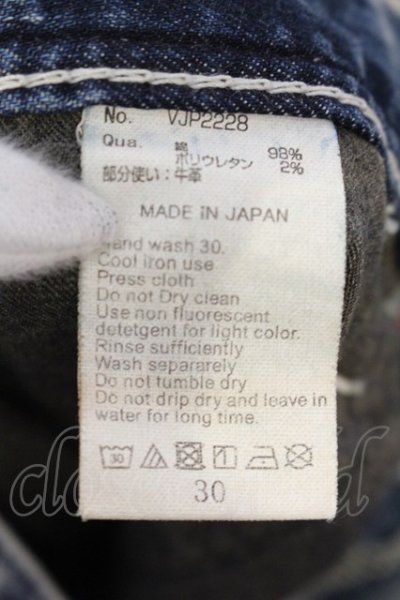 No. VJP2228
Qua. 綿 98%
ポリウレタン 2%
部分使い:牛革
MADE IN JAPAN
Hand wash 30.
Cool iron use
Press cloth
Do not Dry clean
Use non fluorescent
detetgent for light color.
Rinse sufficiently
Wash separarely
Do not tumble dry
Do not drip dry and leave in
water for long time.
30
30